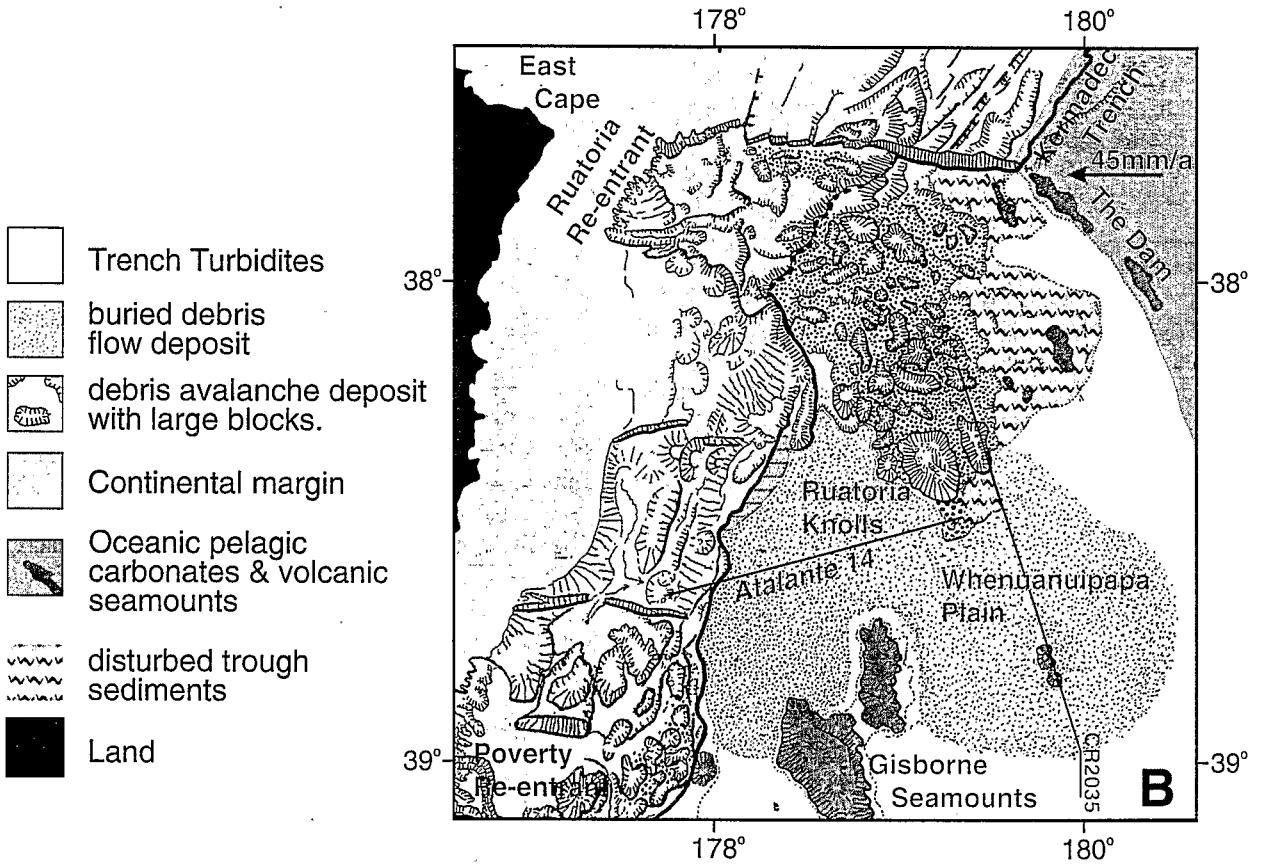 178°
180°
East
Cape
Ruatoria
Re-entrant
Kermadec
Trench
45mm/a
The Dam
38°
38°
Trench Turbidites
buried debris
flow deposit
debris avalanche deposit
with large blocks.
Continental margin
Oceanic pelagic
carbonates & volcanic
seamounts
disturbed trough
sediments
Land
Ruatoria
Knolls
Atalante 14
Whenuanuipapa
Plain
Poverty
Re-entrant
Gisborne
Seamounts
CR2035
B
39°
39°
178°
180°